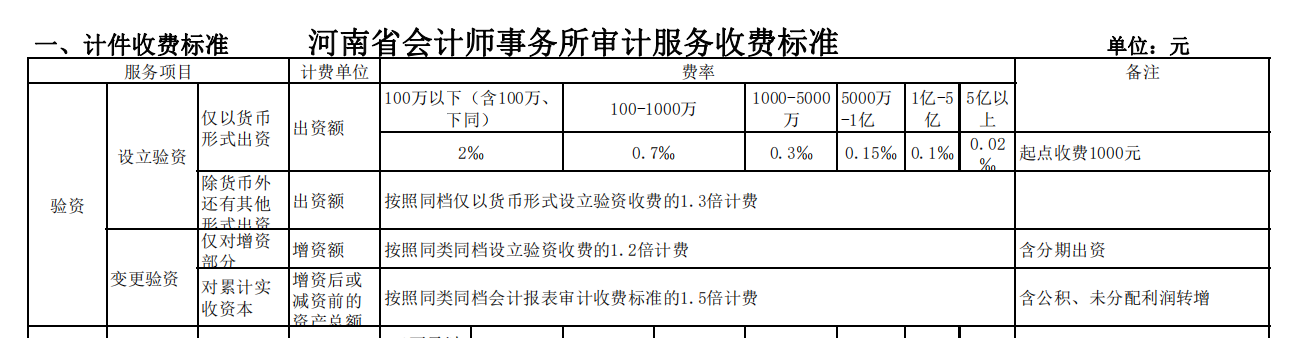 一、计件收费标准 河南省会计师事务所审计服务收费标准 单位：元
服务项目 计费单位 费率 备注
验资
设立验资
仅以货币
形式出资
出资额
100万以下（含100万、
下同）
100-1000万
1000-5000
万
5000万
-1亿
1亿-5
亿
5亿以
上
2‰ 0.7‰ 0.3‰ 0.15‰ 0.1‰ 0.02
‰
起点收费1000元
除货币外
还有其他
形式出资
出资额
按照同档仅以货币形式设立验资收费的1.3倍计费
变更验资
仅对增资
部分
增资额
按照同类同档设立验资收费的1.2倍计费
含分期出资
对累计实
收资本
增资后或
减资前的
资产总额
按照同类同档会计报表审计收费标准的1.5倍计费
含公积、未分配利润转增